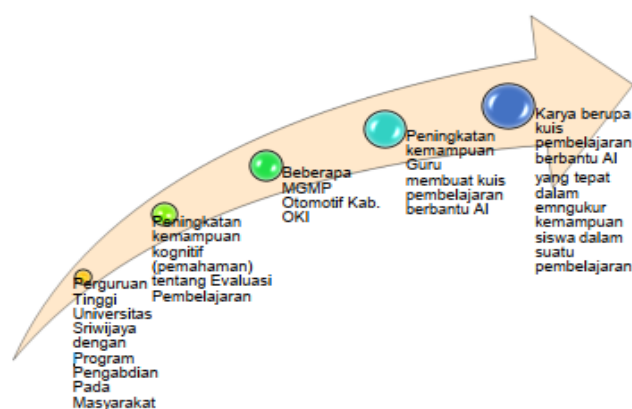 Perguruan
Tinggi
Universitas
Sriwijaya
dengan
Program
Pengabdian
Pada
Masyarakat
Peningkatan
kemampuan
kognitif
(pemahaman)
tentang Evaluasi
Pembelajaran
Beberapa
MGMP
Otomotif Kab.
OKI
Peningkatan
kemampuan
Guru
membuat kuis
pembelajaran
berbantu AI
Karya berupa
kuis
pembelajaran
berbantu AI
yang tepat
dalam
emngukur
kemampuan
siswa dalam
suatu
pembelajaran